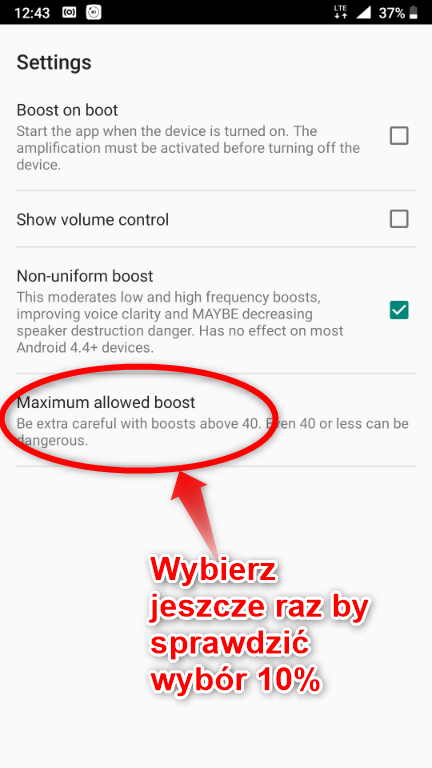 12:43
LTE
37%
Settings
Boost on boot
Start the app when the device is turned on. The
amplification must be activated before turning off the
device.
Show volume control
Non-uniform boost
This moderates low and high frequency boosts,
improving voice clarity and MAYBE decreasing
speaker destruction danger. Has no effect on most
Android 4.4+ devices.
Maximum allowed boost
Be extra careful with boosts above 40. Even 40 or less can be
dangerous.
Wybierz
jeszcze raz by
sprawdzić
wybór 10%